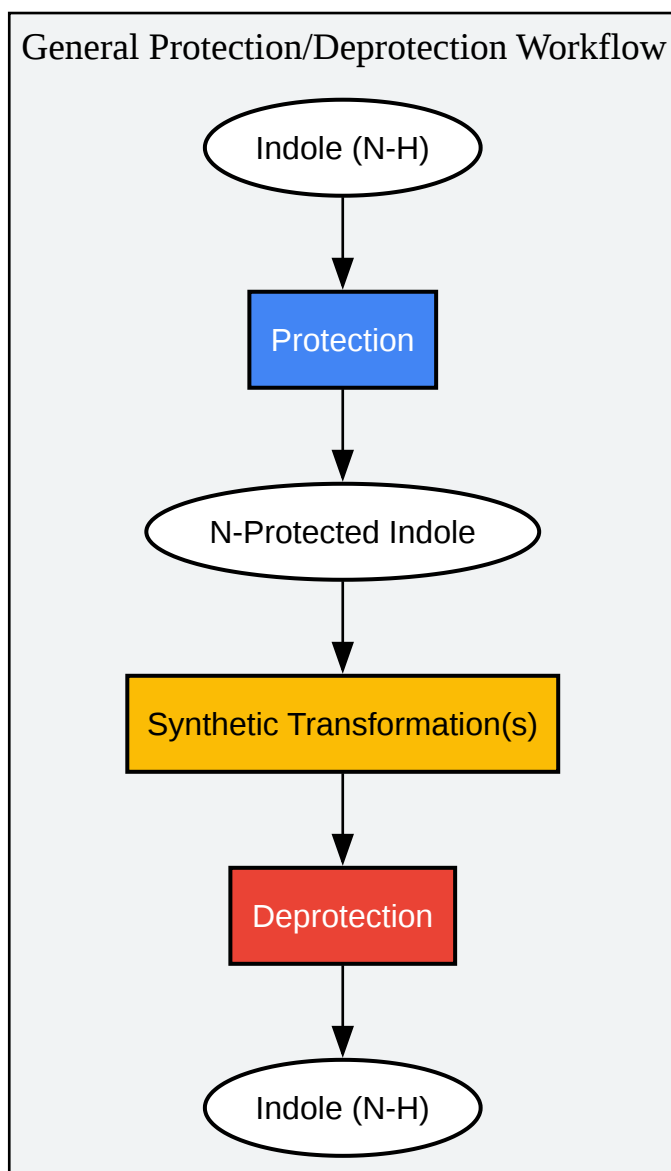 General Protection/Deprotection Workflow
Indole (N-H)
Protection
N-Protected Indole
Synthetic Transformation(s)
Deprotection
Indole (N-H)